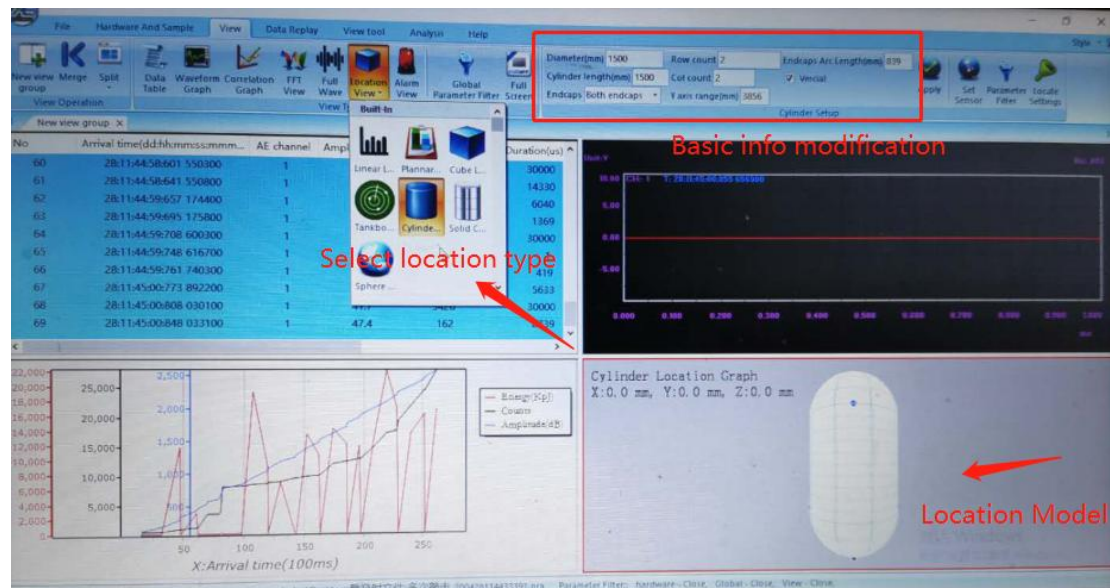 File Hardware And Sample View Data Replay View tool Analysis Help
Style
New view group Merge Split Data Table Waveform Graph Correlation Graph FFT View Full Wave Location View Alarm View Global Parameter Filter Full Screen
Diameter(mm) 1500 Row count 2 Endcaps Arc Length(mm) 839
Cylinder length(mm) 1500 Col count 2 Vercial
Endcaps Both endcaps Y axis range(mm) 3856
Set Sensor Parameter Filter Locate Settings
View Operation
Cylinder Setup
New view group
Built-In
Linear L... Plannar... Cube L...
Tankbo... Cylinde... Solid C...
Sphere ...
Basic info modification
Select location type
No Arrival time(dd:hh:mm:ss:mmm... AE channel Duration(us)
60 28:11:44:58:601 550300 1 30000
61 28:11:44:58:641 550800 1 14330
62 28:11:44:59:657 174400 1 6040
63 28:11:44:59:695 175800 1 1369
64 28:11:44:59:708 600300 1 30000
65 28:11:44:59:748 616700 1
66 28:11:44:59:761 740300 1 419
67 28:11:45:00:773 892200 1 5633
68 28:11:45:00:808 030100 1 30000
69 28:11:45:00:848 033100 1 47.4 162
10.00
5.00
0.00
-5.00
0.000 0.100 0.200 0.300 0.400 0.500 0.600 0.700 0.800 0.900 1.000
22,000
20,000
18,000
16,000
14,000
12,000
10,000
8,000
6,000
4,000
2,000
0
25,000
20,000
15,000
10,000
5,000
2,500
2,000
1,500
1,000
500
50 100 150 200 250
X:Arrival time(100ms)
Energy(Kpj)
Counts
Amplitude(dB)
Cylinder Location Graph
X:0.0 mm, Y:0.0 mm, Z:0.0 mm
Location Model
Parameter Filter: hardware - Close, Global - Close, View - Close,